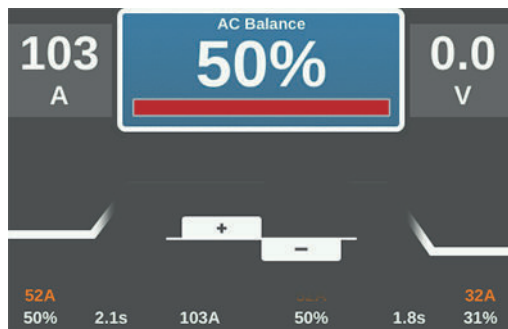 AC Balance
103 50% 0.0
A V
+
−
52A 32A
50% 2.1s 103A 50% 1.8s 31%